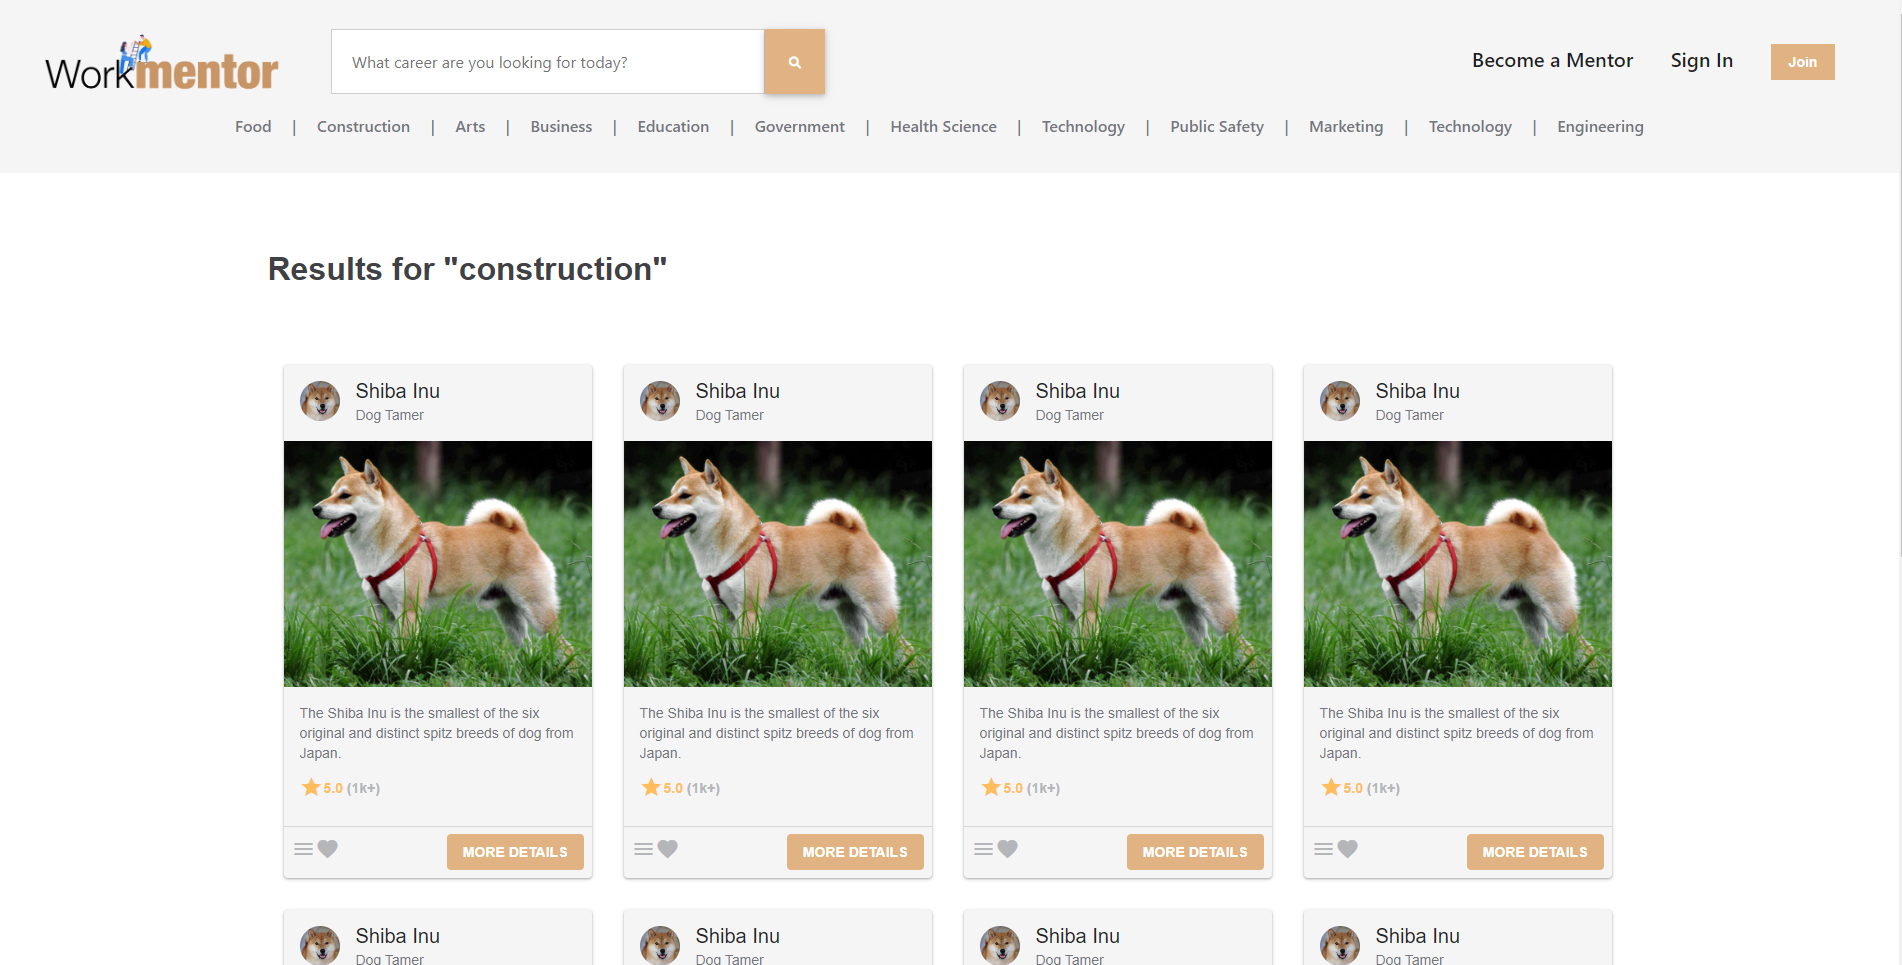 Workmentor
What career are you looking for today?
Become a Mentor Sign In Join
Food | Construction | Arts | Business | Education | Government | Health Science | Technology | Public Safety | Marketing | Technology | Engineering
Results for "construction"
Shiba Inu
Dog Tamer
The Shiba Inu is the smallest of the six
original and distinct spitz breeds of dog from
Japan.
5.0 (1k+)
MORE DETAILS
Shiba Inu
Dog Tamer
The Shiba Inu is the smallest of the six
original and distinct spitz breeds of dog from
Japan.
5.0 (1k+)
MORE DETAILS
Shiba Inu
Dog Tamer
The Shiba Inu is the smallest of the six
original and distinct spitz breeds of dog from
Japan.
5.0 (1k+)
MORE DETAILS
Shiba Inu
Dog Tamer
The Shiba Inu is the smallest of the six
original and distinct spitz breeds of dog from
Japan.
5.0 (1k+)
MORE DETAILS
Shiba Inu
Dog Tamer
Shiba Inu
Dog Tamer
Shiba Inu
Dog Tamer
Shiba Inu
Dog Tamer